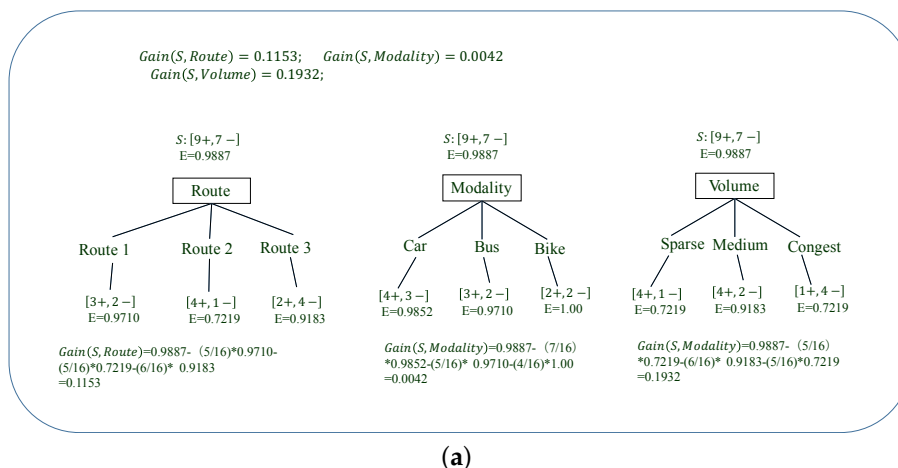 Gain(S, Route) = 0.1153; Gain(S, Modality) = 0.0042
Gain(S, Volume) = 0.1932;
S: [9+, 7 −]
E=0.9887
Route
Route 1 Route 2 Route 3
[3+, 2 −]
E=0.9710
[4+, 1 −]
E=0.7219
[2+, 4 −]
E=0.9183
Gain(S, Route)=0.9887-（5/16)*0.9710-
(5/16)*0.7219-(6/16)* 0.9183
=0.1153
S: [9+, 7 −]
E=0.9887
Modality
Car Bus Bike
[4+, 3 −]
E=0.9852
[3+, 2 −]
E=0.9710
[2+, 2 −]
E=1.00
Gain(S, Modality)=0.9887-（7/16)
*0.9852-(5/16)* 0.9710-(4/16)*1.00
=0.0042
S: [9+, 7 −]
E=0.9887
Volume
Sparse Medium Congest
[4+, 1 −]
E=0.7219
[4+, 2 −]
E=0.9183
[1+, 4 −]
E=0.7219
Gain(S, Modality)=0.9887-（5/16)
*0.7219-(6/16)* 0.9183-(5/16)*0.7219
=0.1932
(a)